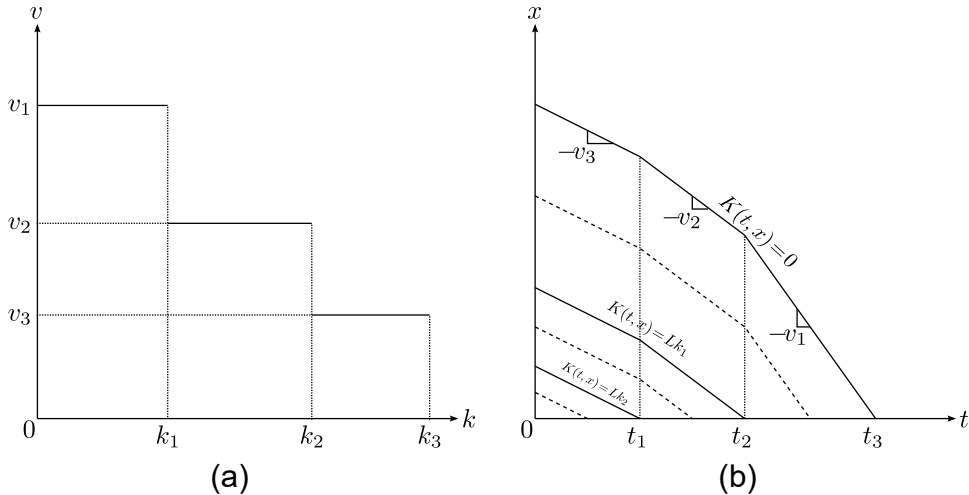 v
v₁
v₂
v₃
0
k₁
k₂
k₃
k
(a)
x
−v₃
−v₂
K(t,x)=0
−v₁
K(t,x)=Lk₁
K(t,x)=Lk₂
0
t₁
t₂
t₃
t
(b)